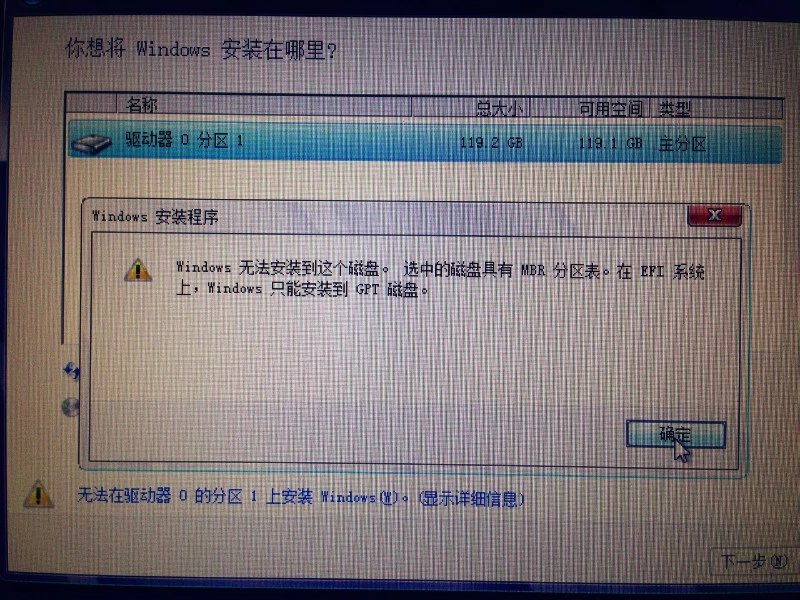 你想将 Windows 安装在哪里?
名称 总大小 可用空间 类型
驱动器 0 分区 1 119.2 GB 119.1 GB 主分区
Windows 安装程序
Windows 无法安装到这个磁盘。 选中的磁盘具有 MBR 分区表。在 EFI 系统
上，Windows 只能安装到 GPT 磁盘。
确定
无法在驱动器 0 的分区 1 上安装 Windows(W)。(显示详细信息)
下一步(N)